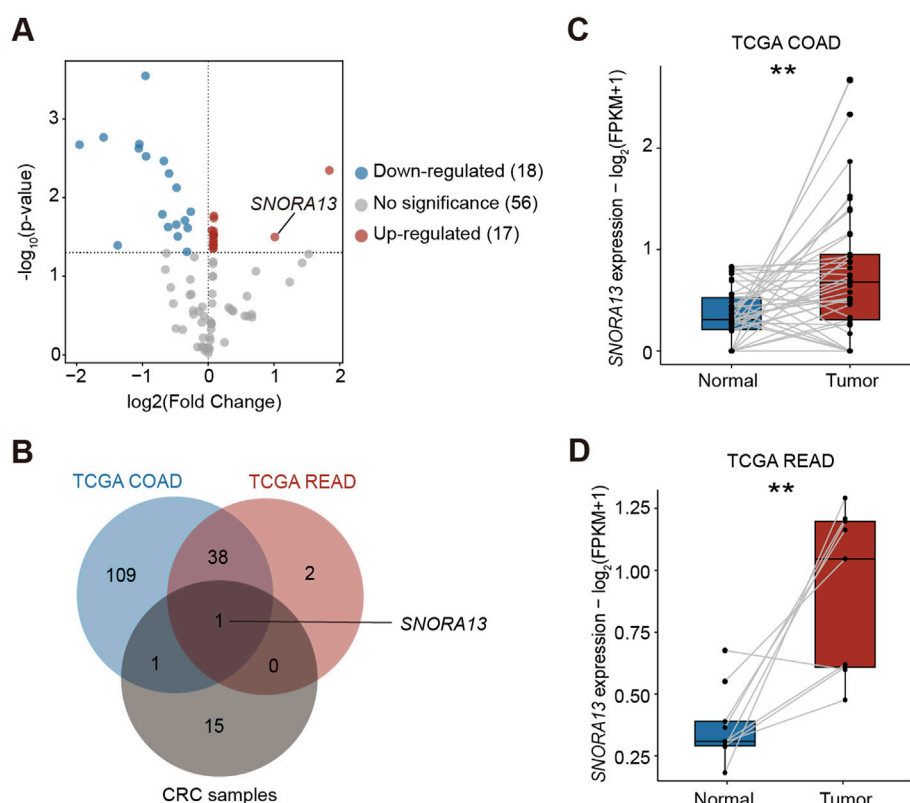 A
3
2
1
0
−2
−1
0
1
2
-log10(p-value)
log2(Fold Change)
SNORA13
Down-regulated (18)
No significance (56)
Up-regulated (17)
B
TCGA COAD
TCGA READ
109
38
2
1
SNORA13
1
0
15
CRC samples
C
TCGA COAD
**
2
1
0
SNORA13 expression − log2(FPKM+1)
Normal
Tumor
D
TCGA READ
**
1.25
1.00
0.75
0.50
0.25
SNORA13 expression − log2(FPKM+1)
Normal
Tumor